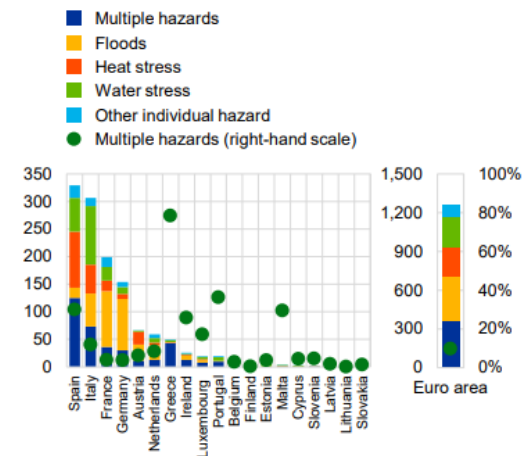 Multiple hazards
Floods
Heat stress
Water stress
Other individual hazard
Multiple hazards (right-hand scale)
350
300
250
200
150
100
50
0
Spain
Italy
France
Germany
Austria
Netherlands
Greece
Ireland
Luxembourg
Portugal
Belgium
Finland
Estonia
Malta
Cyprus
Slovenia
Latvia
Lithuania
Slovakia
1,500
1,200
900
600
300
0
100%
80%
60%
40%
20%
0%
Euro area